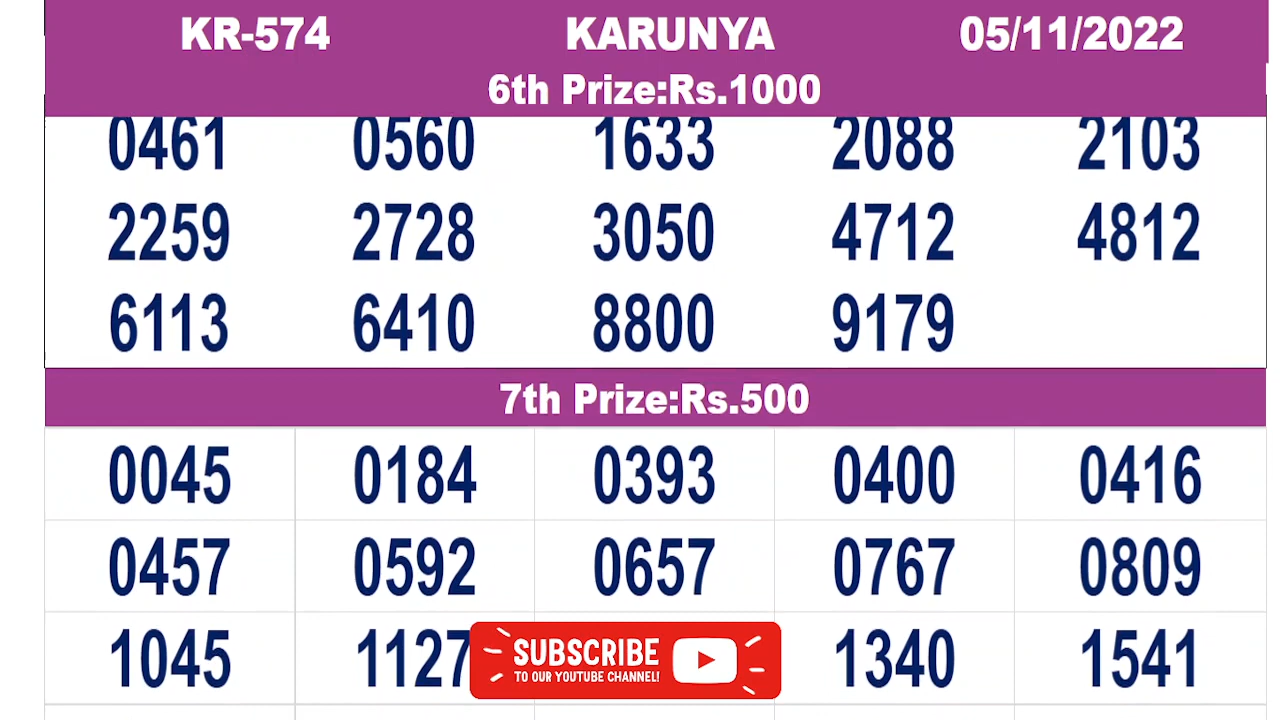 KR-574 KARUNYA 05/11/2022
6th Prize:Rs.1000
0461 0560 1633 2088 2103
2259 2728 3050 4712 4812
6113 6410 8800 9179
7th Prize:Rs.500
0045 0184 0393 0400 0416
0457 0592 0657 0767 0809
1045 1127 1340 1541
SUBSCRIBE
TO OUR YOUTUBE CHANNEL!